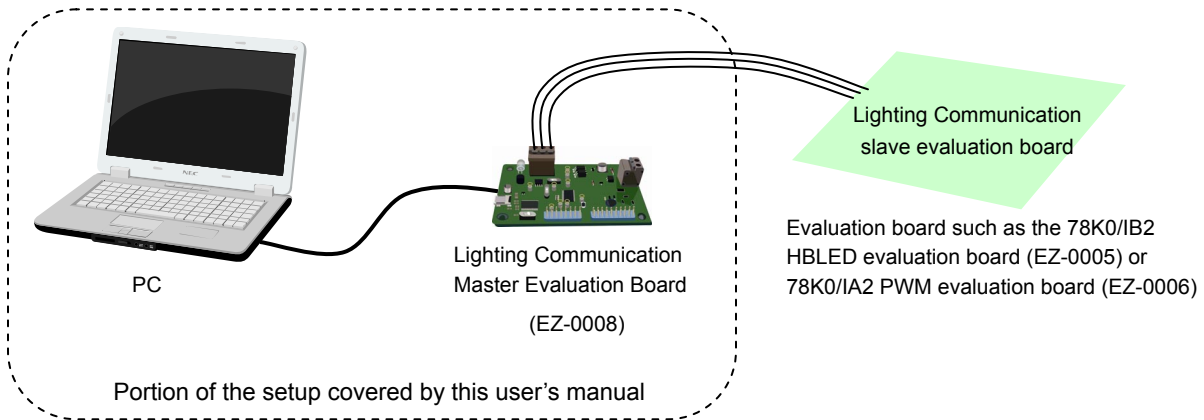 NEC
PC
Lighting Communication
Master Evaluation Board
(EZ-0008)
Portion of the setup covered by this user's manual
Lighting Communication
slave evaluation board
Evaluation board such as the 78K0/IB2
HBLED evaluation board (EZ-0005) or
78K0/IA2 PWM evaluation board (EZ-0006)